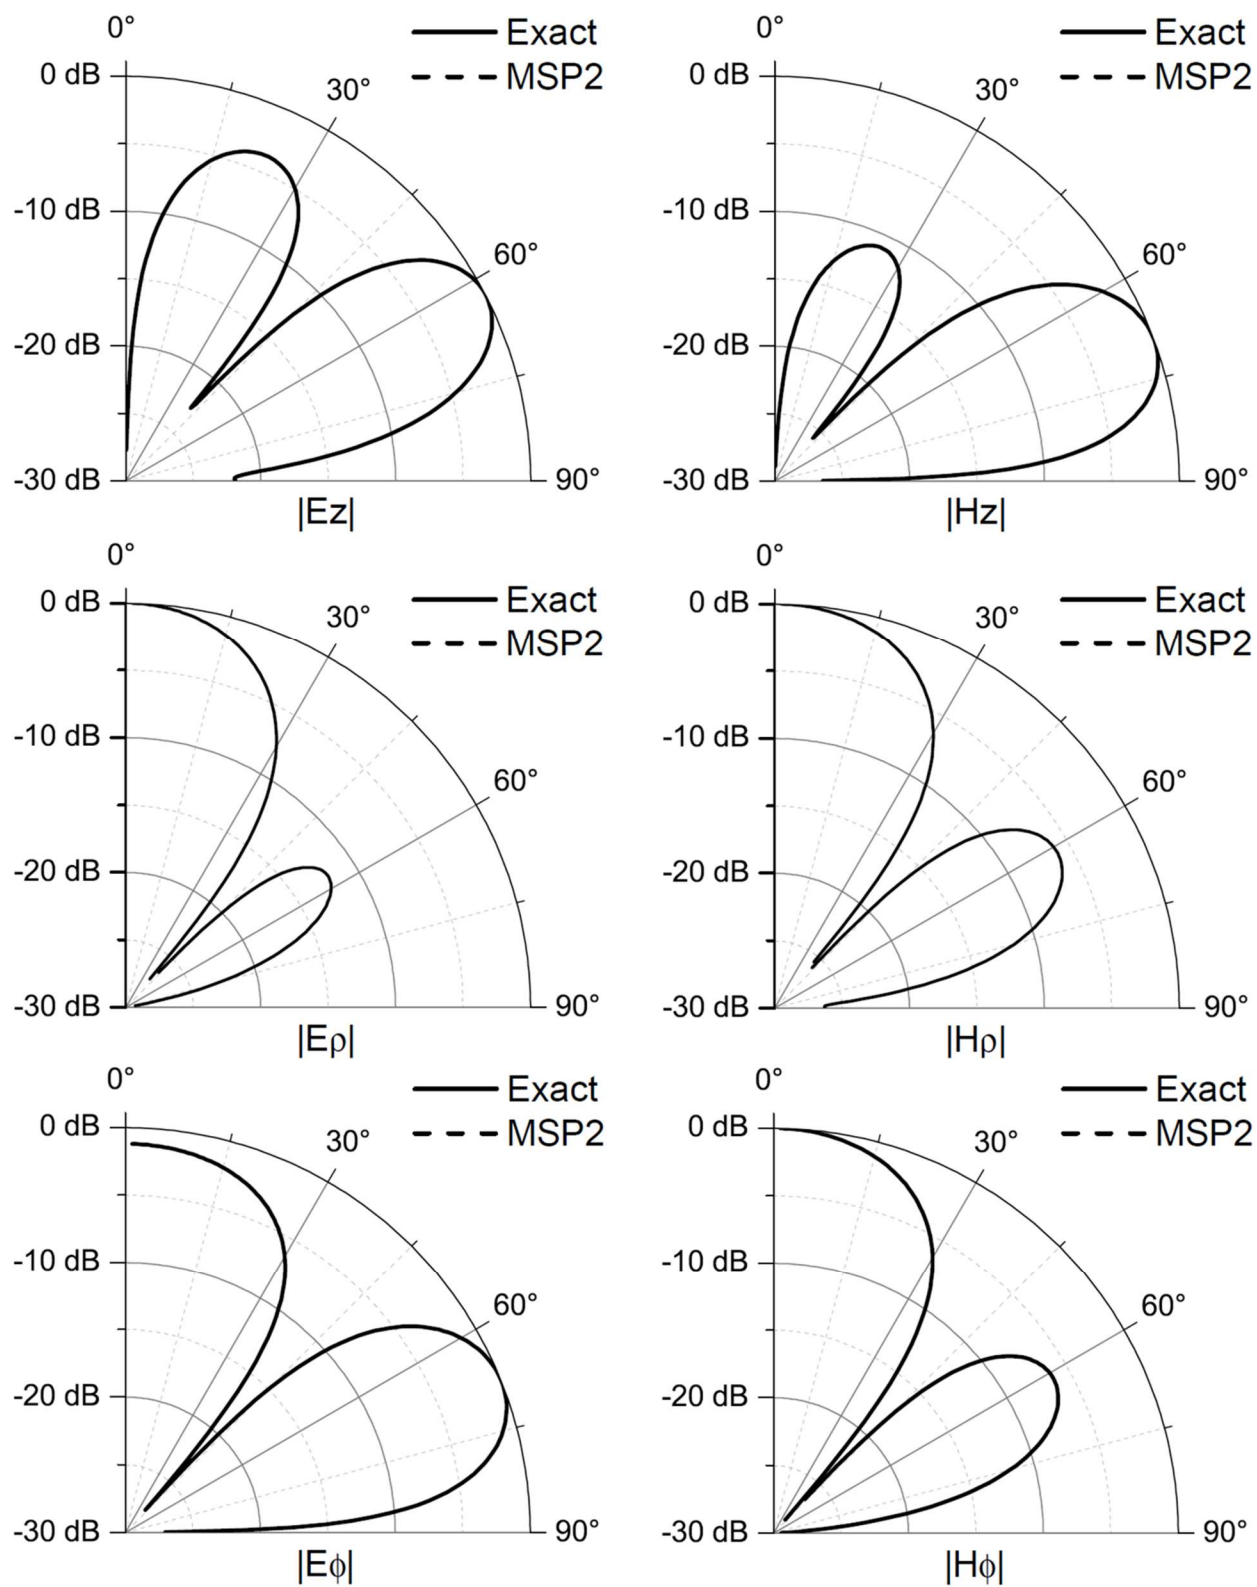 0° Exact 0° Exact
0 dB MSP2 0 dB MSP2
30° 30°
-10 dB -10 dB
60° 60°
-20 dB -20 dB
-30 dB 90° -30 dB 90°
|Ez| |Hz|
0° Exact 0° Exact
0 dB MSP2 0 dB MSP2
30° 30°
-10 dB -10 dB
60° 60°
-20 dB -20 dB
-30 dB 90° -30 dB 90°
|Eρ| |Hρ|
0° Exact 0° Exact
0 dB MSP2 0 dB MSP2
30° 30°
-10 dB -10 dB
60° 60°
-20 dB -20 dB
-30 dB 90° -30 dB 90°
|Eϕ| |Hϕ|